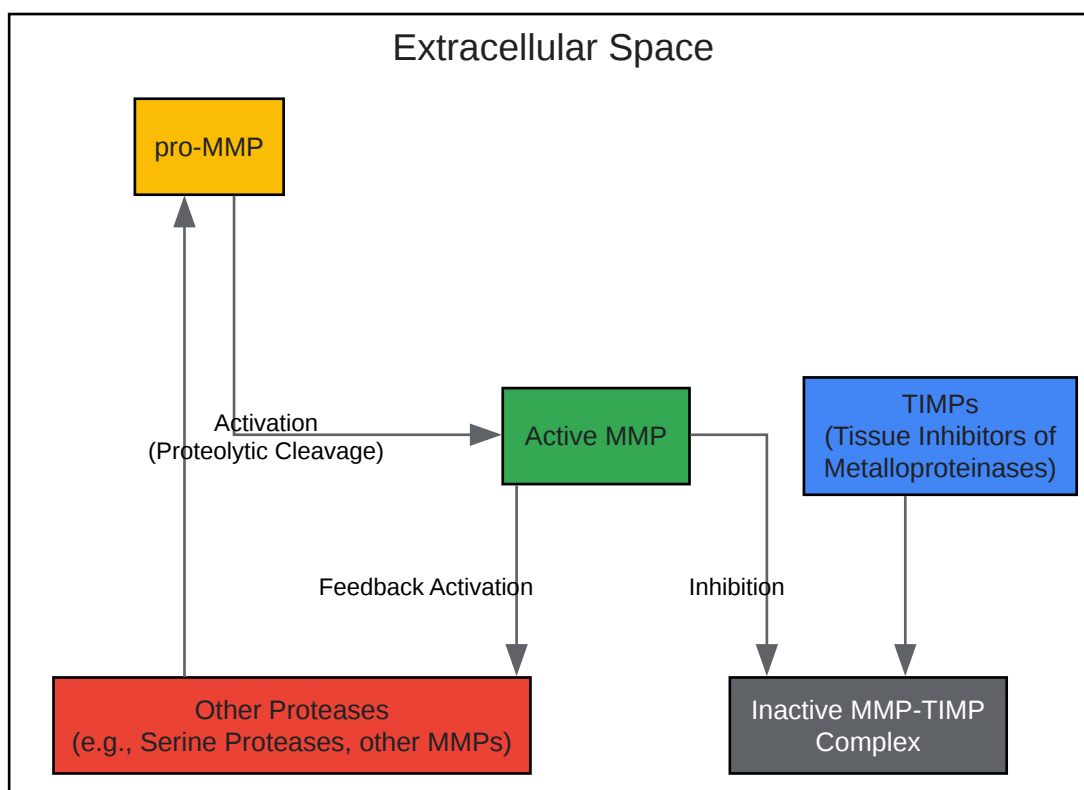 Extracellular Space
pro-MMP
Activation
(Proteolytic Cleavage)
Active MMP
TIMPs
(Tissue Inhibitors of
Metalloproteinases)
Feedback Activation
Inhibition
Other Proteases
(e.g., Serine Proteases, other MMPs)
Inactive MMP-TIMP
Complex